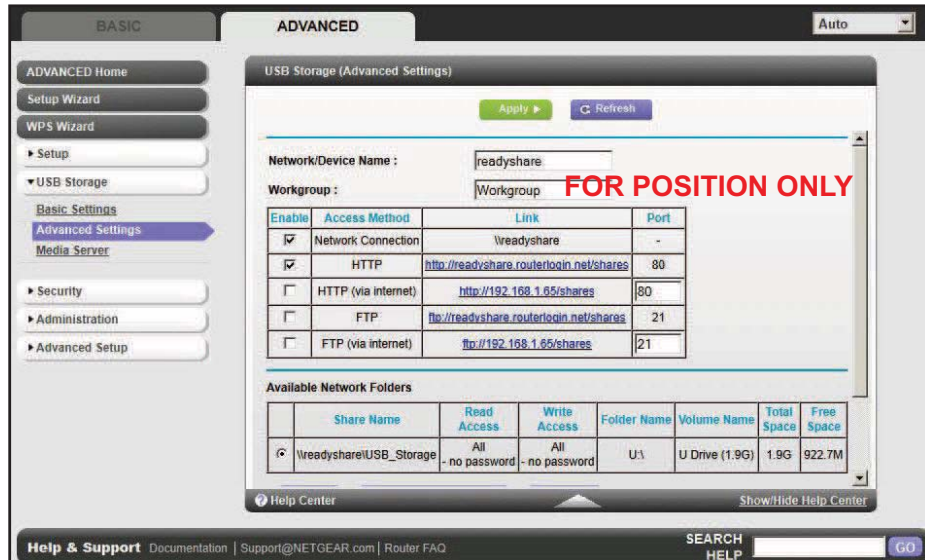 BASIC ADVANCED Auto
ADVANCED Home
Setup Wizard
WPS Wizard
Setup
USB Storage
Basic Settings
Advanced Settings
Media Server
Security
Administration
Advanced Setup
USB Storage (Advanced Settings)
Apply Refresh
Network/Device Name : readyshare
Workgroup : Workgroup
FOR POSITION ONLY
Enable Access Method Link Port
Network Connection \\readyshare -
HTTP http://readyshare.routerlogin.net/shares 80
HTTP (via internet) http://192.168.1.65/shares 80
FTP ftp://readyshare.routerlogin.net/shares 21
FTP (via internet) ftp://192.168.1.65/shares 21
Available Network Folders
Share Name Read Access Write Access Folder Name Volume Name Total Space Free Space
\\readyshare\USB_Storage All - no password All - no password U:\ U Drive (1.9G) 1.9G 922.7M
Help Center Show/Hide Help Center
Help & Support Documentation | Support@NETGEAR.com | Router FAQ SEARCH HELP GO